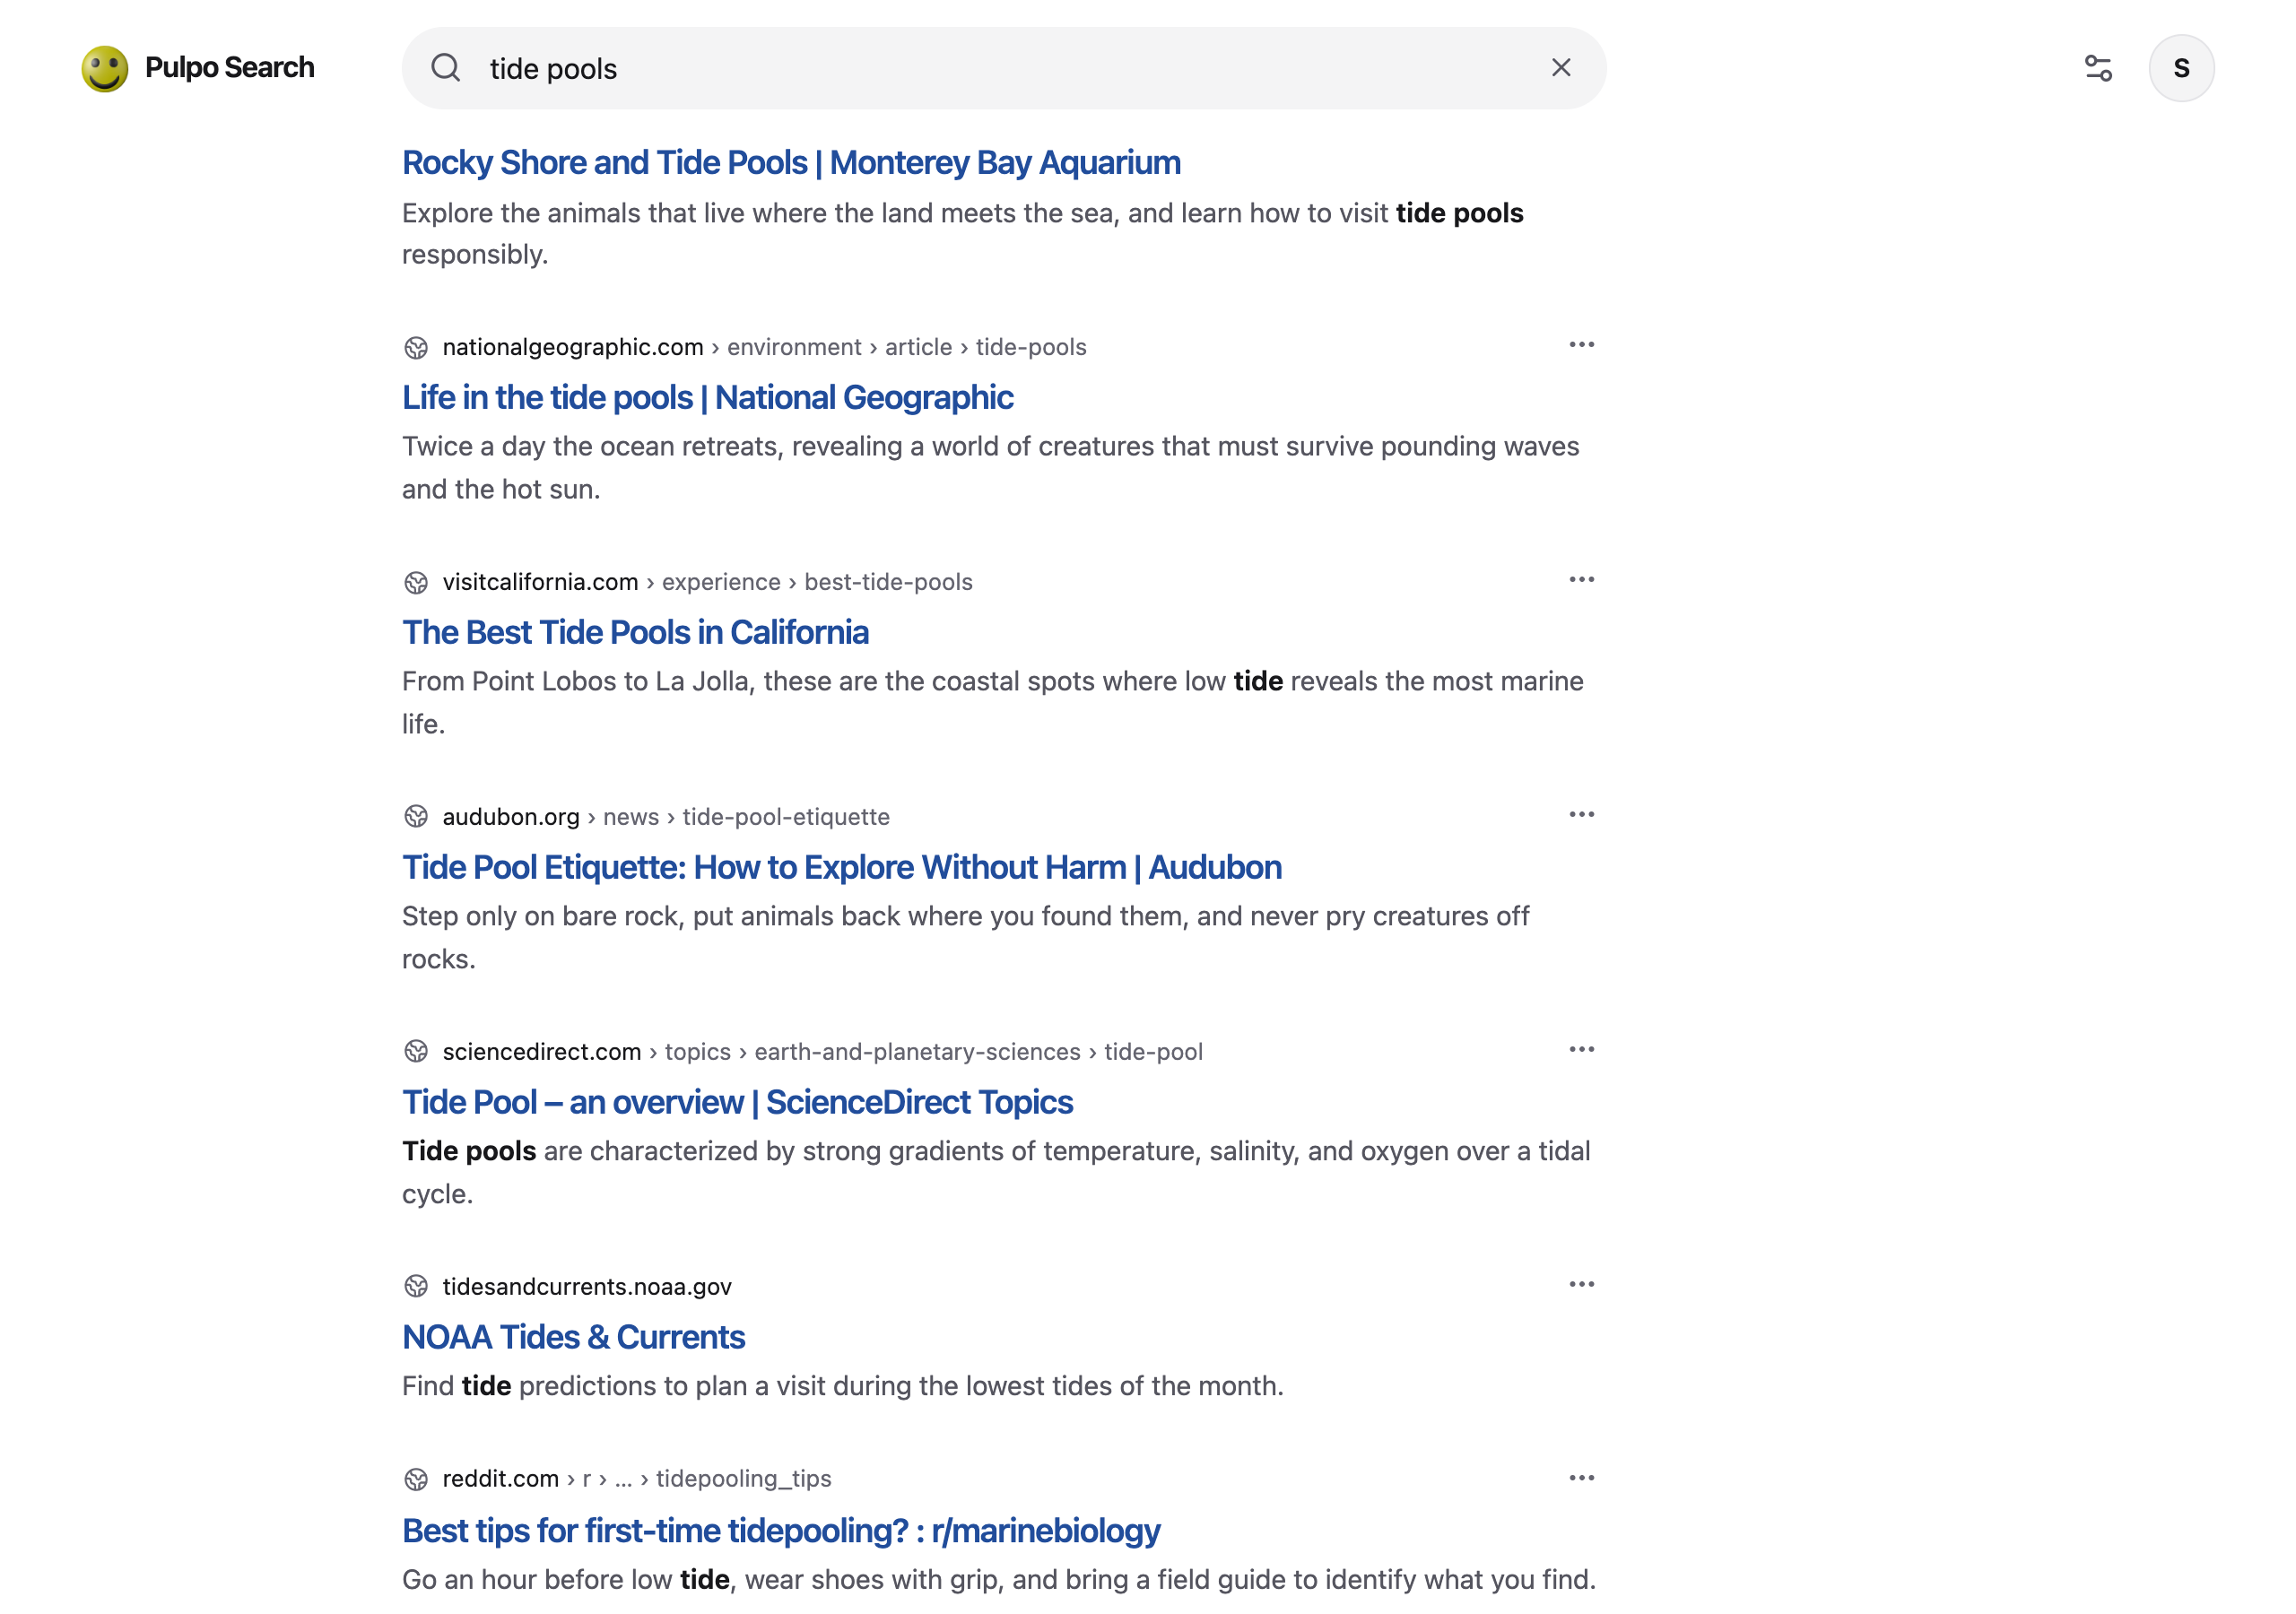 Pulpo Search
tide pools
S
Rocky Shore and Tide Pools | Monterey Bay Aquarium
Explore the animals that live where the land meets the sea, and learn how to visit tide pools
responsibly.
nationalgeographic.com › environment › article › tide-pools
Life in the tide pools | National Geographic
Twice a day the ocean retreats, revealing a world of creatures that must survive pounding waves
and the hot sun.
visitcalifornia.com › experience › best-tide-pools
The Best Tide Pools in California
From Point Lobos to La Jolla, these are the coastal spots where low tide reveals the most marine
life.
audubon.org › news › tide-pool-etiquette
Tide Pool Etiquette: How to Explore Without Harm | Audubon
Step only on bare rock, put animals back where you found them, and never pry creatures off
rocks.
sciencedirect.com › topics › earth-and-planetary-sciences › tide-pool
Tide Pool – an overview | ScienceDirect Topics
Tide pools are characterized by strong gradients of temperature, salinity, and oxygen over a tidal
cycle.
tidesandcurrents.noaa.gov
NOAA Tides & Currents
Find tide predictions to plan a visit during the lowest tides of the month.
reddit.com › r › ... › tidepooling_tips
Best tips for first-time tidepooling? : r/marinebiology
Go an hour before low tide, wear shoes with grip, and bring a field guide to identify what you find.